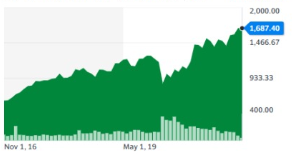 2,000.00
1,687.40
1,466.67
933.33
400.00
Nov 1, 16
May 1, 19